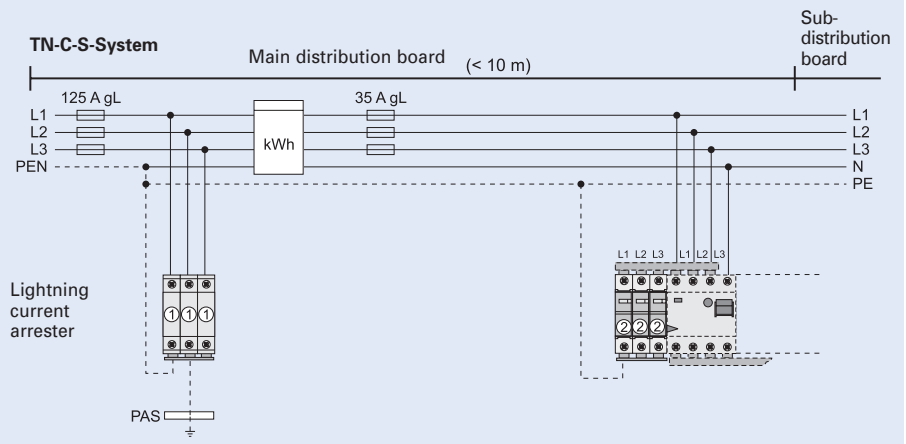 TN-C-S-System
Main distribution board
(< 10 m)
Sub-
distribution
board
125 A gL
35 A gL
L1
L2
L3
PEN
kWh
L1
L2
L3
N
PE
L1 L2 L3 L1 L2 L3
Lightning
current
arrester
1 1 1
2 2 2
PAS